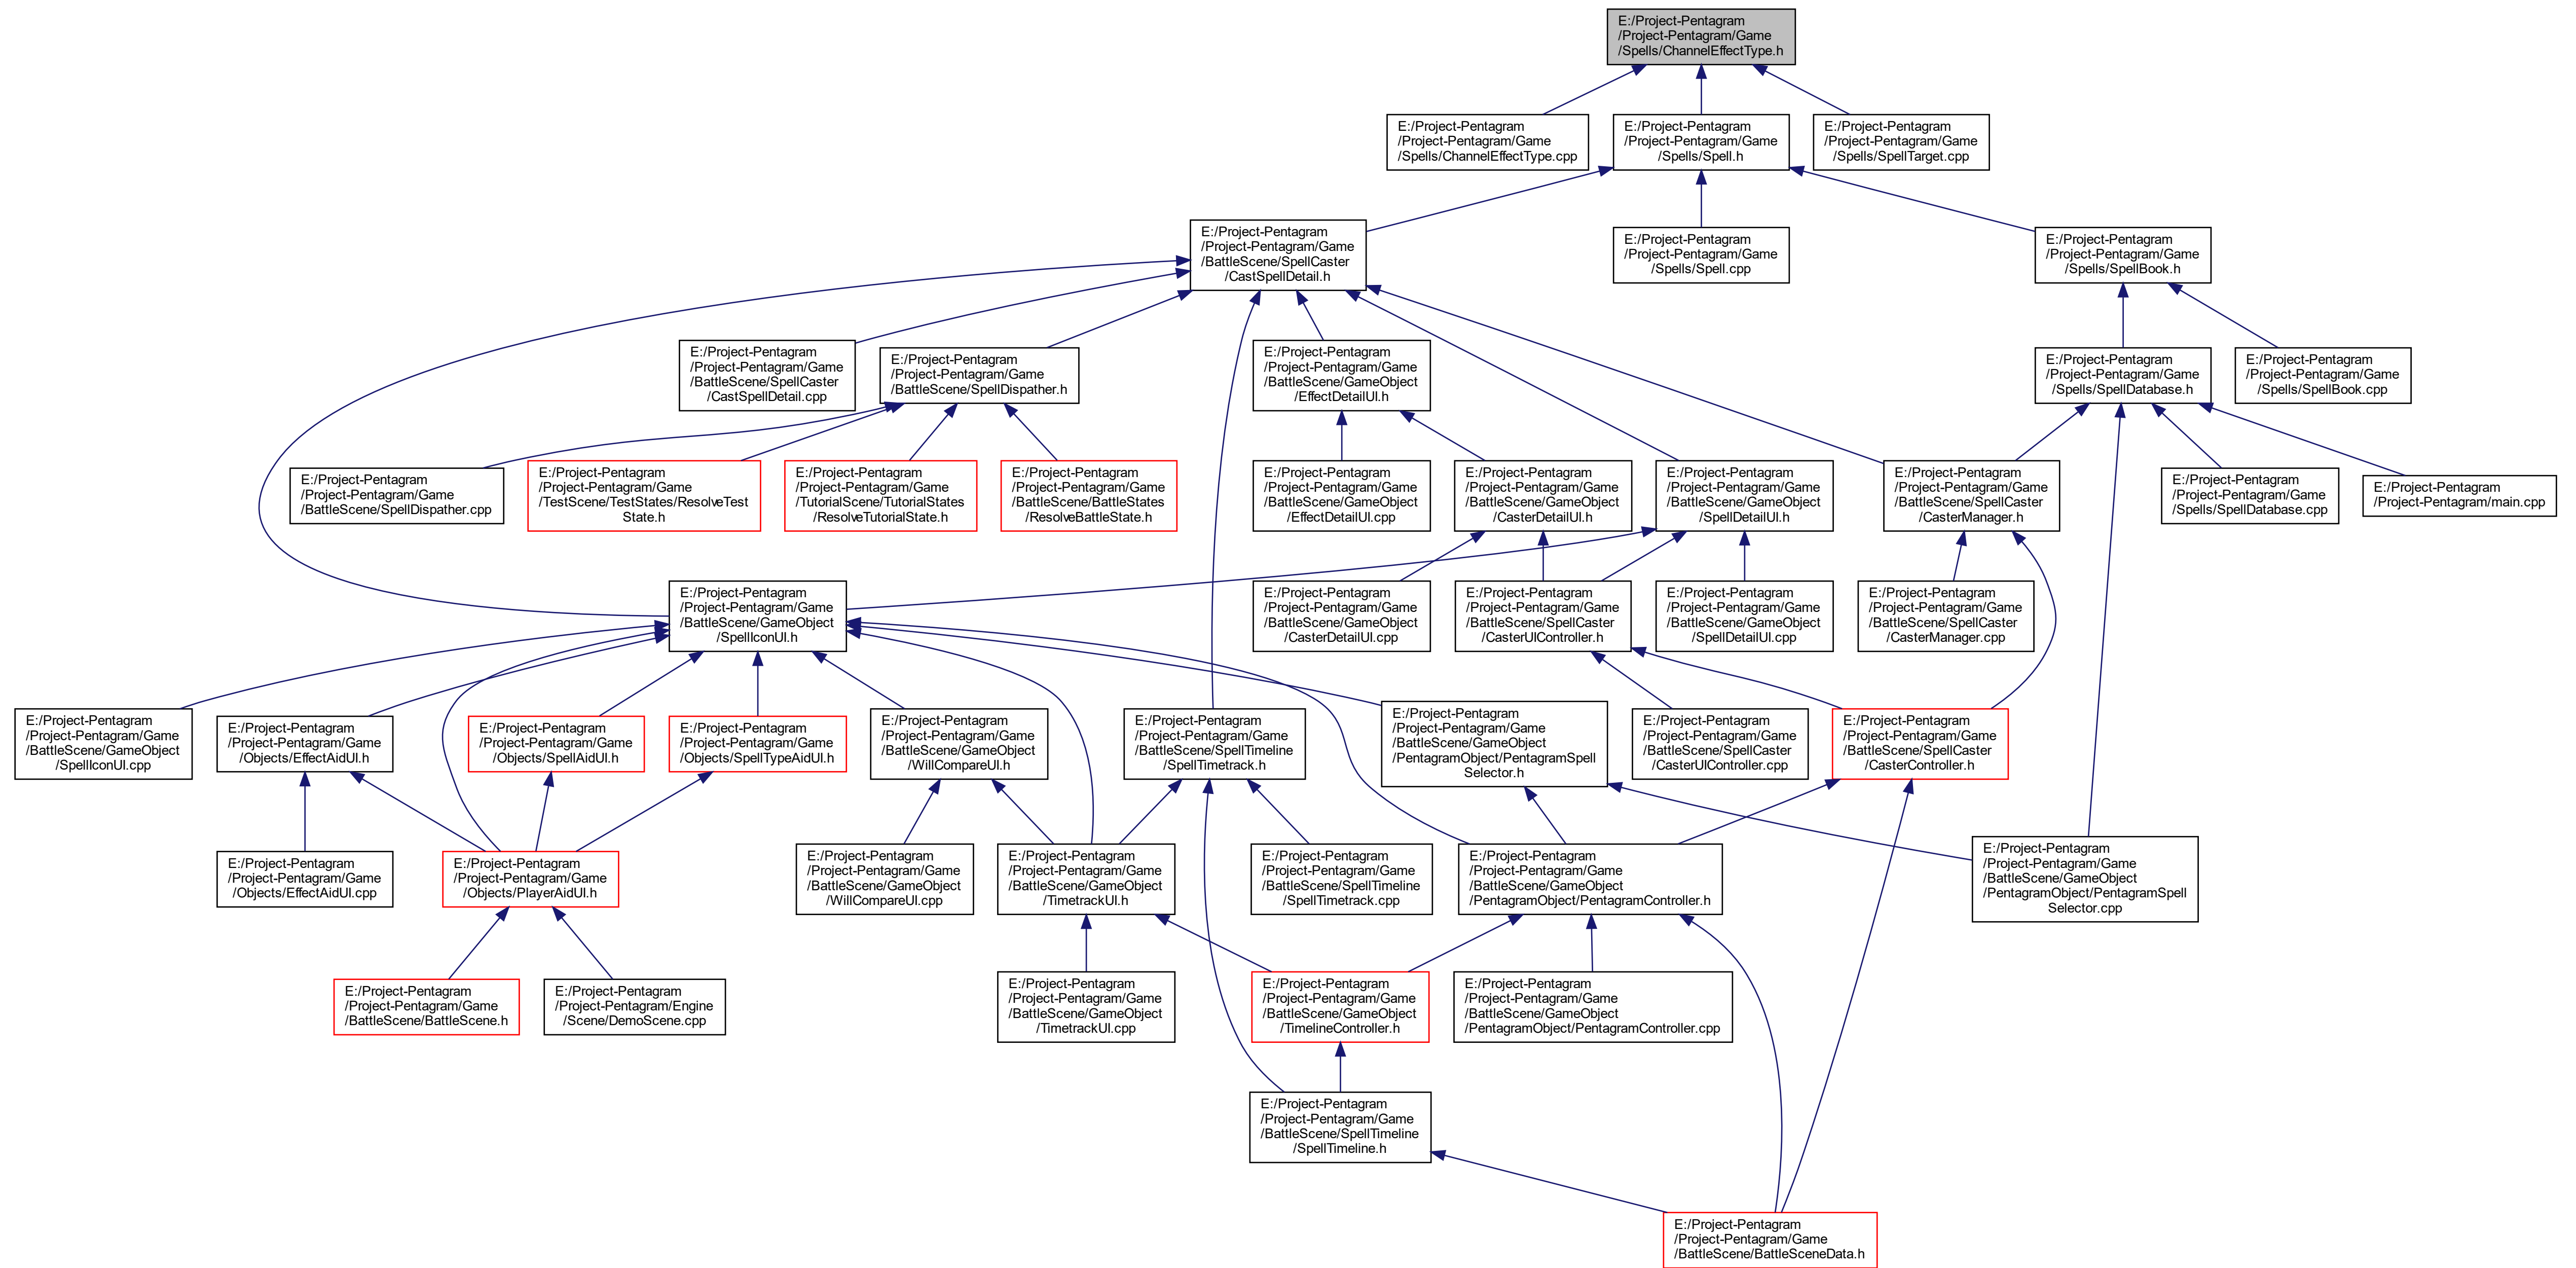 E:/Project-Pentagram
/Project-Pentagram/Game
/Spells/ChannelEffectType.h
E:/Project-Pentagram
/Project-Pentagram/Game
/Spells/ChannelEffectType.cpp
E:/Project-Pentagram
/Project-Pentagram/Game
/Spells/Spell.h
E:/Project-Pentagram
/Project-Pentagram/Game
/Spells/SpellTarget.cpp
E:/Project-Pentagram
/Project-Pentagram/Game
/BattleScene/SpellCaster
/CastSpellDetail.h
E:/Project-Pentagram
/Project-Pentagram/Game
/Spells/Spell.cpp
E:/Project-Pentagram
/Project-Pentagram/Game
/Spells/SpellBook.h
E:/Project-Pentagram
/Project-Pentagram/Game
/BattleScene/SpellCaster
/CastSpellDetail.cpp
E:/Project-Pentagram
/Project-Pentagram/Game
/BattleScene/SpellDispather.h
E:/Project-Pentagram
/Project-Pentagram/Game
/BattleScene/GameObject
/EffectDetailUI.h
E:/Project-Pentagram
/Project-Pentagram/Game
/Spells/SpellDatabase.h
E:/Project-Pentagram
/Project-Pentagram/Game
/Spells/SpellBook.cpp
E:/Project-Pentagram
/Project-Pentagram/Game
/BattleScene/SpellDispather.cpp
E:/Project-Pentagram
/Project-Pentagram/Game
/TestScene/TestStates/ResolveTest
State.h
E:/Project-Pentagram
/Project-Pentagram/Game
/TutorialScene/TutorialStates
/ResolveTutorialState.h
E:/Project-Pentagram
/Project-Pentagram/Game
/BattleScene/BattleStates
/ResolveBattleState.h
E:/Project-Pentagram
/Project-Pentagram/Game
/BattleScene/GameObject
/EffectDetailUI.cpp
E:/Project-Pentagram
/Project-Pentagram/Game
/BattleScene/GameObject
/CasterDetailUI.h
E:/Project-Pentagram
/Project-Pentagram/Game
/BattleScene/GameObject
/SpellDetailUI.h
E:/Project-Pentagram
/Project-Pentagram/Game
/BattleScene/SpellCaster
/CasterManager.h
E:/Project-Pentagram
/Project-Pentagram/Game
/Spells/SpellDatabase.cpp
E:/Project-Pentagram
/Project-Pentagram/main.cpp
E:/Project-Pentagram
/Project-Pentagram/Game
/BattleScene/GameObject
/SpellIconUI.h
E:/Project-Pentagram
/Project-Pentagram/Game
/BattleScene/GameObject
/CasterDetailUI.cpp
E:/Project-Pentagram
/Project-Pentagram/Game
/BattleScene/SpellCaster
/CasterUIController.h
E:/Project-Pentagram
/Project-Pentagram/Game
/BattleScene/GameObject
/SpellDetailUI.cpp
E:/Project-Pentagram
/Project-Pentagram/Game
/BattleScene/SpellCaster
/CasterManager.cpp
E:/Project-Pentagram
/Project-Pentagram/Game
/BattleScene/GameObject
/SpellIconUI.cpp
E:/Project-Pentagram
/Project-Pentagram/Game
/Objects/EffectAidUI.h
E:/Project-Pentagram
/Project-Pentagram/Game
/Objects/SpellAidUI.h
E:/Project-Pentagram
/Project-Pentagram/Game
/Objects/SpellTypeAidUI.h
E:/Project-Pentagram
/Project-Pentagram/Game
/BattleScene/GameObject
/WillCompareUI.h
E:/Project-Pentagram
/Project-Pentagram/Game
/BattleScene/SpellTimeline
/SpellTimetrack.h
E:/Project-Pentagram
/Project-Pentagram/Game
/BattleScene/GameObject
/PentagramObject/PentagramSpell
Selector.h
E:/Project-Pentagram
/Project-Pentagram/Game
/BattleScene/SpellCaster
/CasterUIController.cpp
E:/Project-Pentagram
/Project-Pentagram/Game
/BattleScene/SpellCaster
/CasterController.h
E:/Project-Pentagram
/Project-Pentagram/Game
/Objects/EffectAidUI.cpp
E:/Project-Pentagram
/Project-Pentagram/Game
/Objects/PlayerAidUI.h
E:/Project-Pentagram
/Project-Pentagram/Game
/BattleScene/GameObject
/WillCompareUI.cpp
E:/Project-Pentagram
/Project-Pentagram/Game
/BattleScene/GameObject
/TimetrackUI.h
E:/Project-Pentagram
/Project-Pentagram/Game
/BattleScene/SpellTimeline
/SpellTimetrack.cpp
E:/Project-Pentagram
/Project-Pentagram/Game
/BattleScene/GameObject
/PentagramObject/PentagramController.h
E:/Project-Pentagram
/Project-Pentagram/Game
/BattleScene/GameObject
/PentagramObject/PentagramSpell
Selector.cpp
E:/Project-Pentagram
/Project-Pentagram/Game
/BattleScene/BattleScene.h
E:/Project-Pentagram
/Project-Pentagram/Engine
/Scene/DemoScene.cpp
E:/Project-Pentagram
/Project-Pentagram/Game
/BattleScene/GameObject
/TimetrackUI.cpp
E:/Project-Pentagram
/Project-Pentagram/Game
/BattleScene/GameObject
/TimelineController.h
E:/Project-Pentagram
/Project-Pentagram/Game
/BattleScene/GameObject
/PentagramObject/PentagramController.cpp
E:/Project-Pentagram
/Project-Pentagram/Game
/BattleScene/SpellTimeline
/SpellTimeline.h
E:/Project-Pentagram
/Project-Pentagram/Game
/BattleScene/BattleSceneData.h